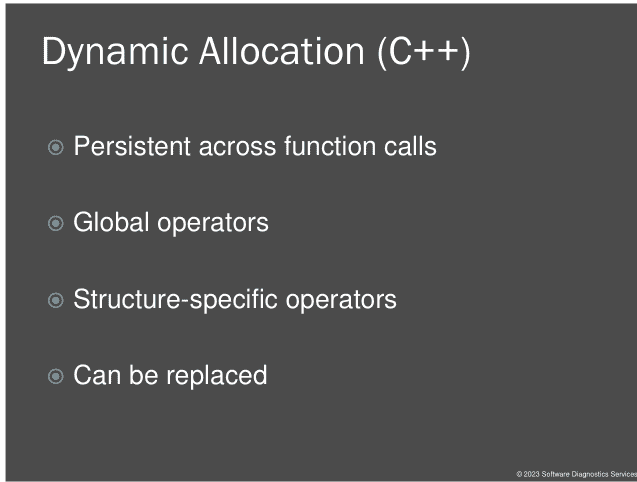 Dynamic Allocation (C++)
Persistent across function calls
Global operators
Structure-specific operators
Can be replaced
© 2023 Software Diagnostics Services